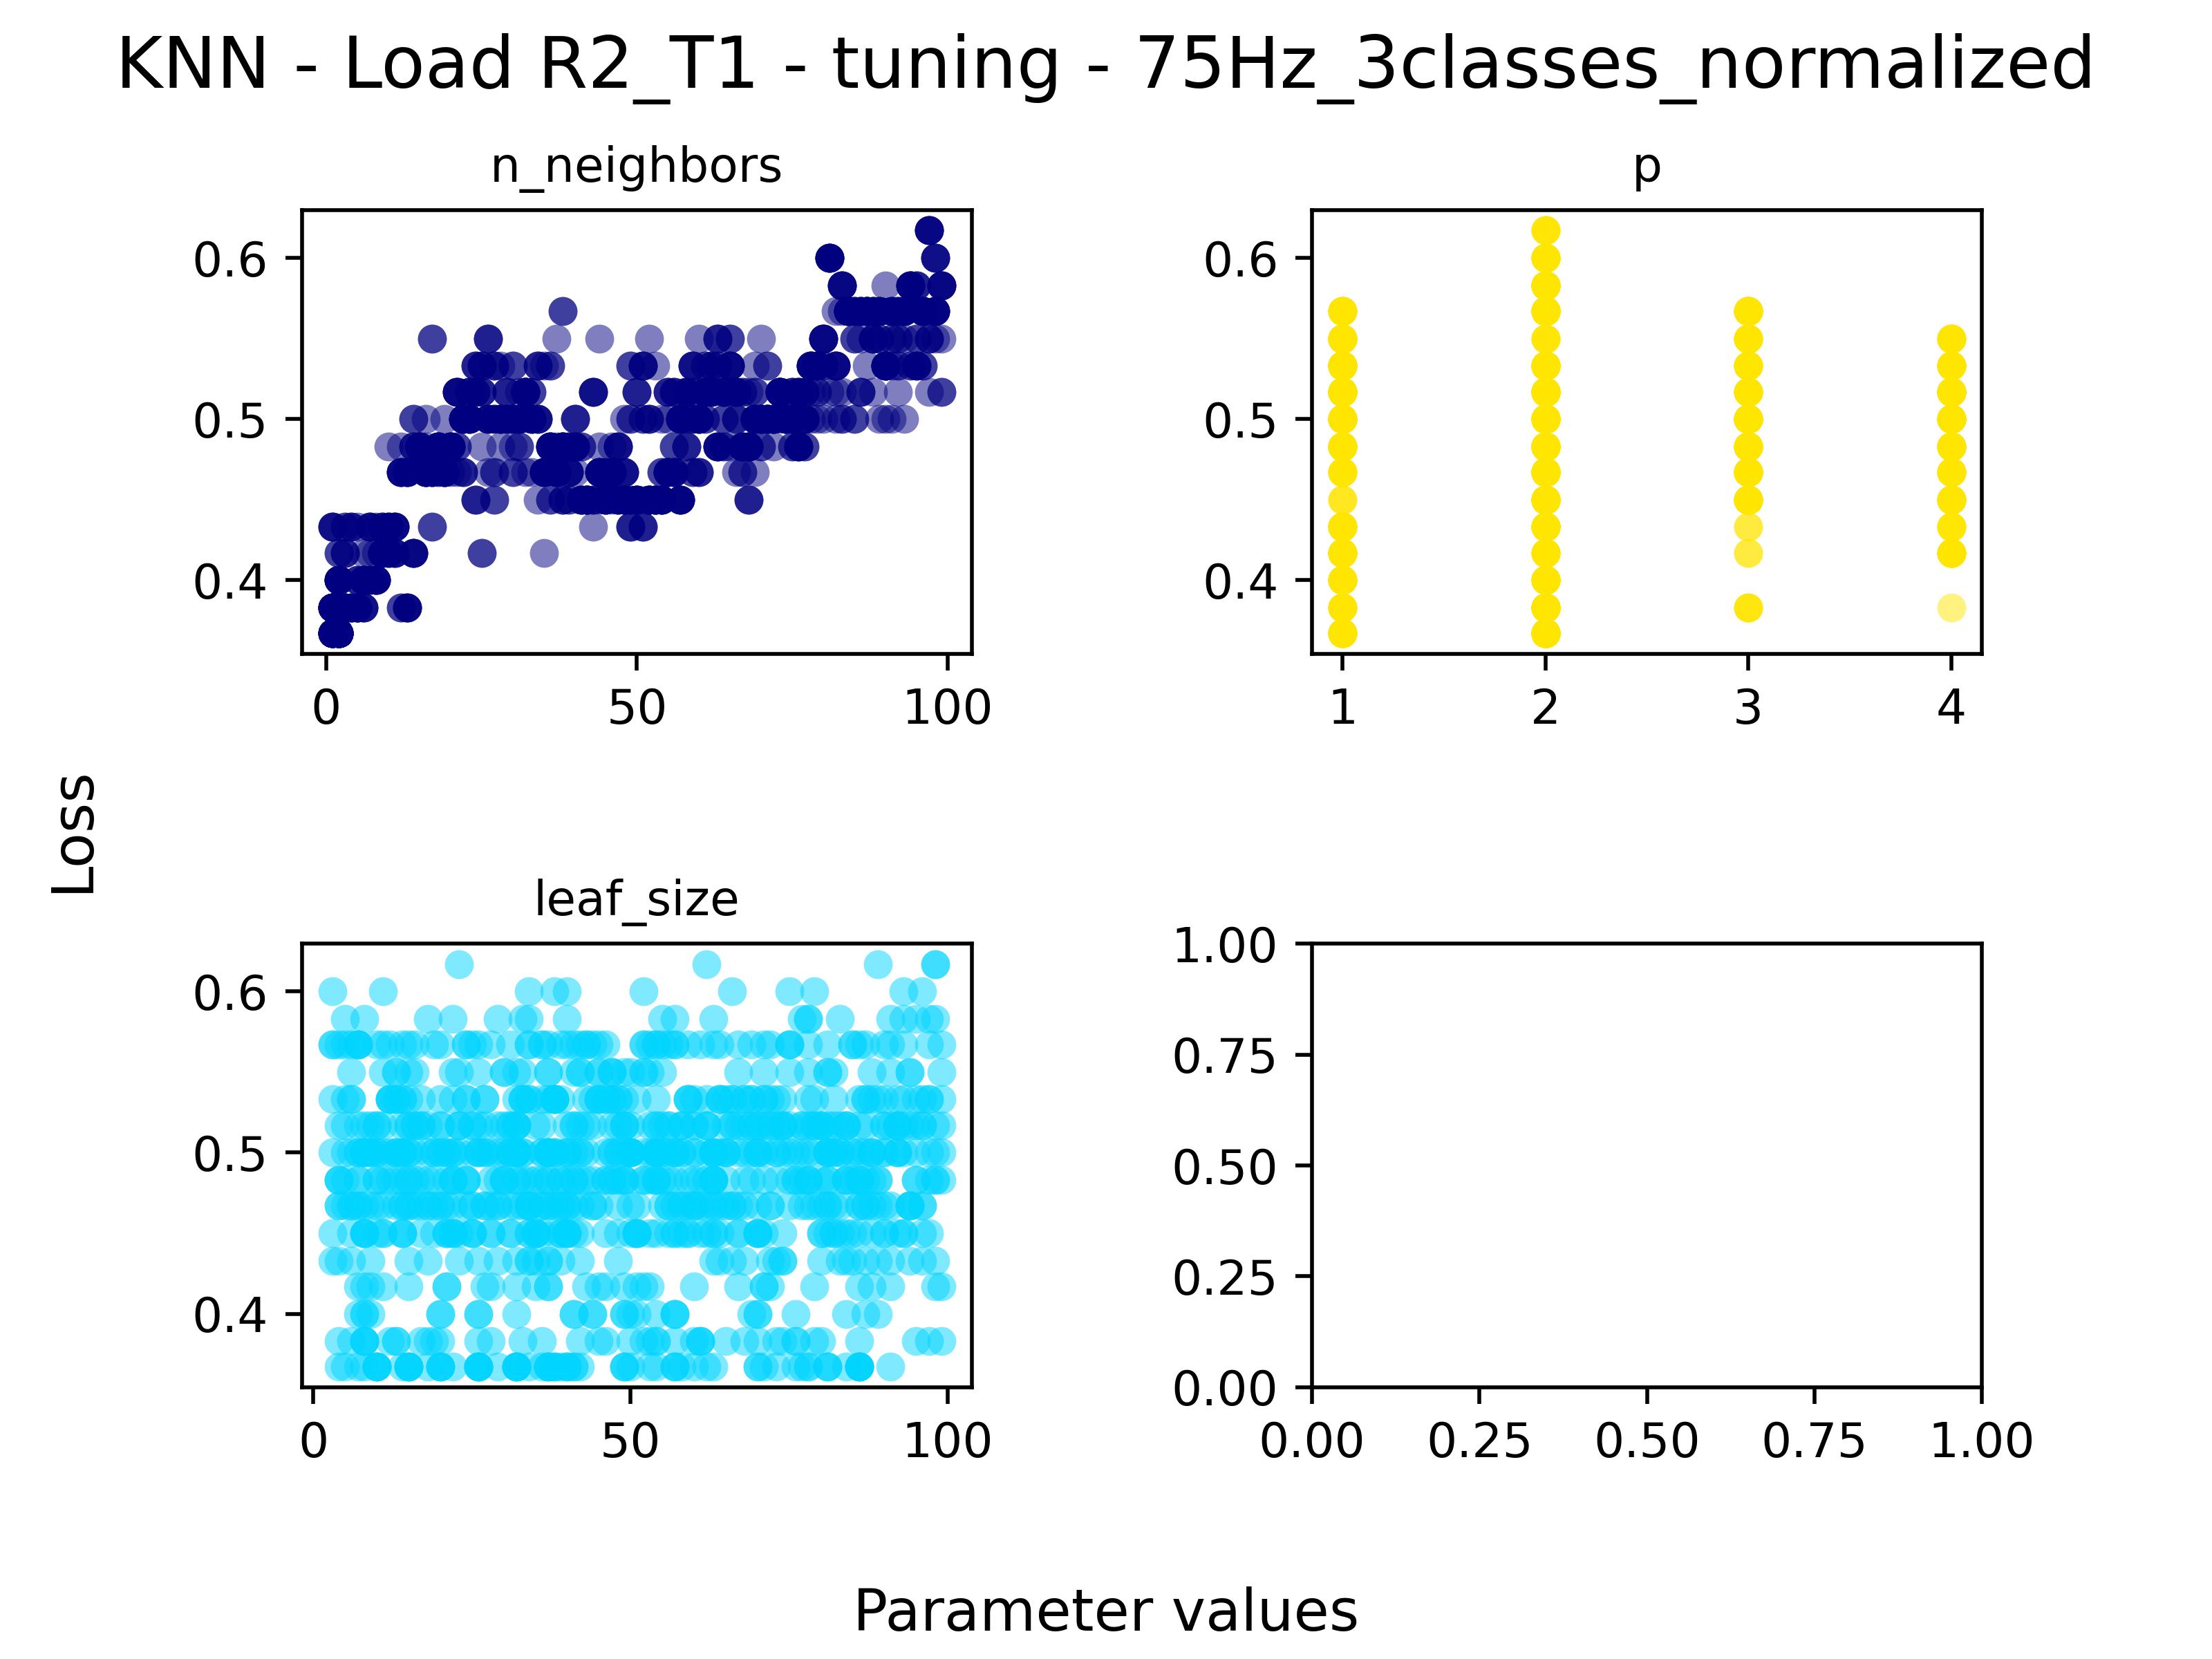 KNN - Load R2_T1 - tuning - 75Hz_3classes_normalized
n_neighbors
0.6
0.5
0.4
0 50 100
p
0.6
0.5
0.4
1 2 3 4
Loss
leaf_size
0.6
0.5
0.4
0 50 100
1.00
0.75
0.50
0.25
0.00
0.00 0.25 0.50 0.75 1.00
Parameter values